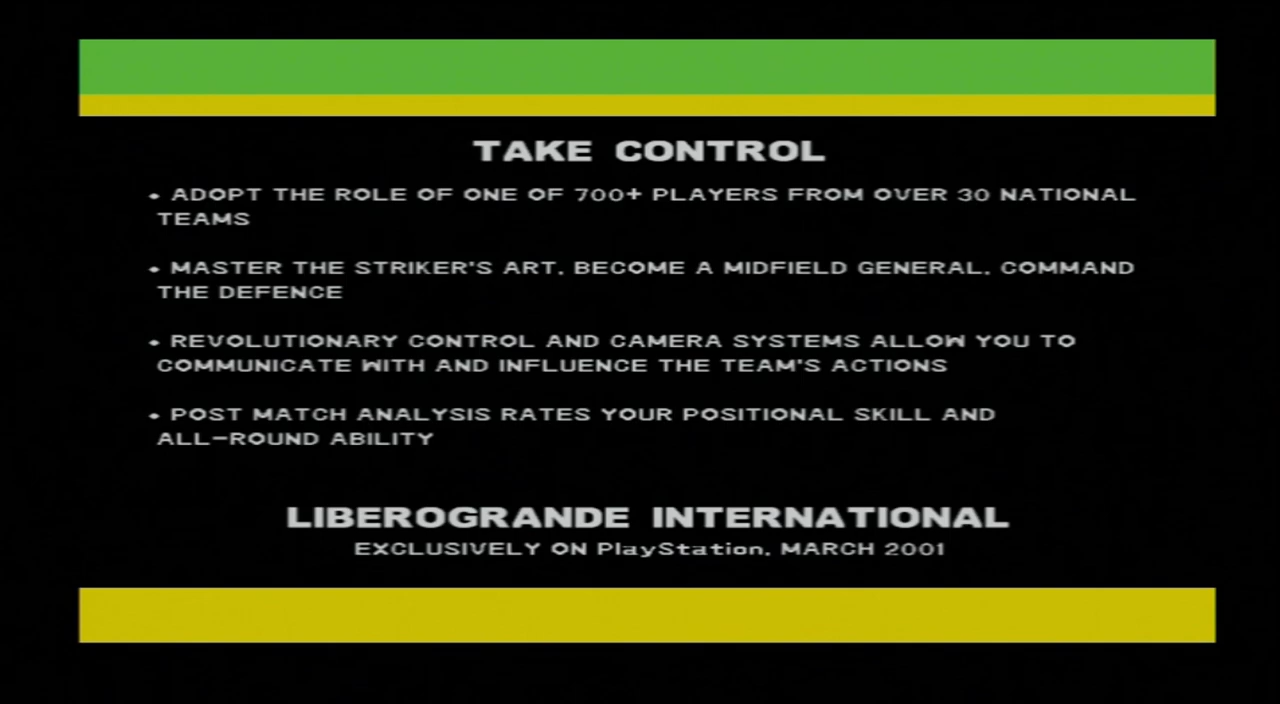 TAKE CONTROL
• ADOPT THE ROLE OF ONE OF 700+ PLAYERS FROM OVER 30 NATIONAL
TEAMS
• MASTER THE STRIKER'S ART, BECOME A MIDFIELD GENERAL, COMMAND
THE DEFENCE
• REVOLUTIONARY CONTROL AND CAMERA SYSTEMS ALLOW YOU TO
COMMUNICATE WITH AND INFLUENCE THE TEAM'S ACTIONS
• POST MATCH ANALYSIS RATES YOUR POSITIONAL SKILL AND
ALL-ROUND ABILITY
LIBEROGRANDE INTERNATIONAL
EXCLUSIVELY ON PlayStation, MARCH 2001